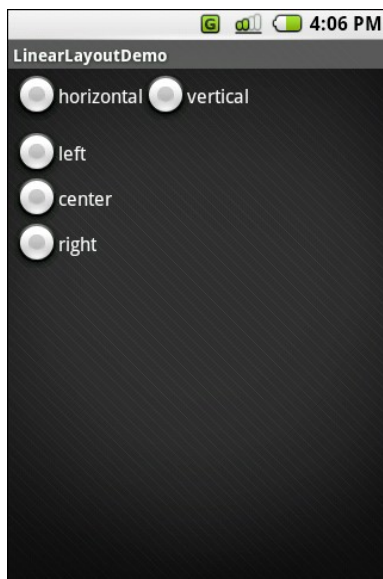 G 4:06 PM
LinearLayoutDemo
horizontal vertical
left
center
right